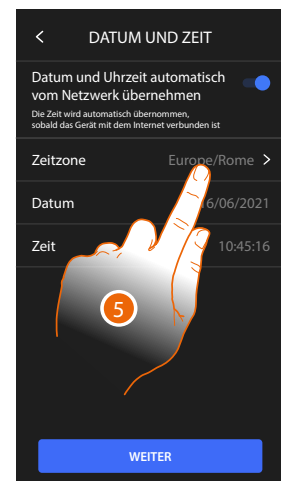 DATUM UND ZEIT
Datum und Uhrzeit automatisch
vom Netzwerk übernehmen
Die Zeit wird automatisch übernommen,
sobald das Gerät mit dem Internet verbunden ist
Zeitzone Europe/Rome >
Datum 6/06/2021
Zeit 10:45:16
5
WEITER